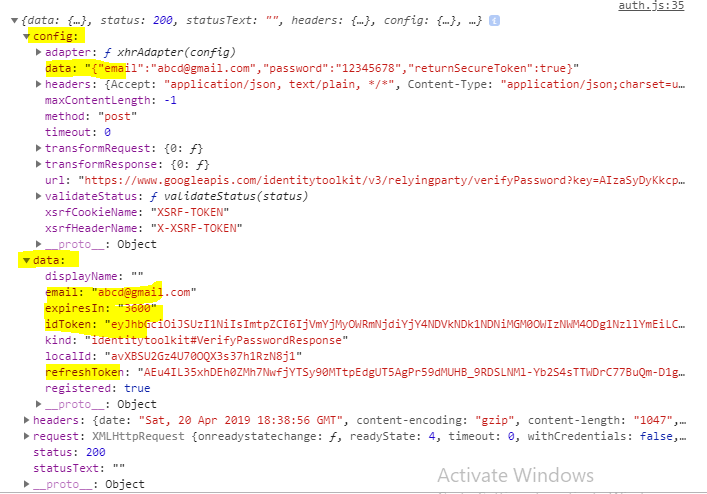 auth.js:35
{data: {…}, status: 200, statusText: "", headers: {…}, config: {…}, …} i
config:
adapter: ƒ xhrAdapter(config)
data: "{"email":"abcd@gmail.com","password":"12345678","returnSecureToken":true}"
headers: {Accept: "application/json, text/plain, */*", Content-Type: "application/json;charset=u…
maxContentLength: -1
method: "post"
timeout: 0
transformRequest: {0: ƒ}
transformResponse: {0: ƒ}
url: "https://www.googleapis.com/identitytoolkit/v3/relyingparty/verifyPassword?key=AIzaSyDyKkcp…
validateStatus: ƒ validateStatus(status)
xsrfCookieName: "XSRF-TOKEN"
xsrfHeaderName: "X-XSRF-TOKEN"
__proto__: Object
data:
displayName: ""
email: "abcd@gmail.com"
expiresIn: "3600"
idToken: "eyJhbGciOiJSUzI1NiIsImtpZCI6IjVmYjMyOWRmNjdiYjY4NDVkNDk1NDNiMGM0OWIzNWM4ODg1NzllYmEiLC…
kind: "identitytoolkit#VerifyPasswordResponse"
localId: "avXBSU2Gz4U70OQX3s37h1RzN8j1"
refreshToken: "AEu4IL35xhDEh0ZMh7NwfjYTSy90MTtpEdgUT5AgPr59dMUHB_9RDSLNMl-Yb2S4sTTWDrC77BuQm-D1g…
registered: true
__proto__: Object
headers: {date: "Sat, 20 Apr 2019 18:38:56 GMT", content-encoding: "gzip", content-length: "1047",…
request: XMLHttpRequest {onreadystatechange: ƒ, readyState: 4, timeout: 0, withCredentials: false,…
status: 200
statusText: ""
__proto__: Object
Activate Windows